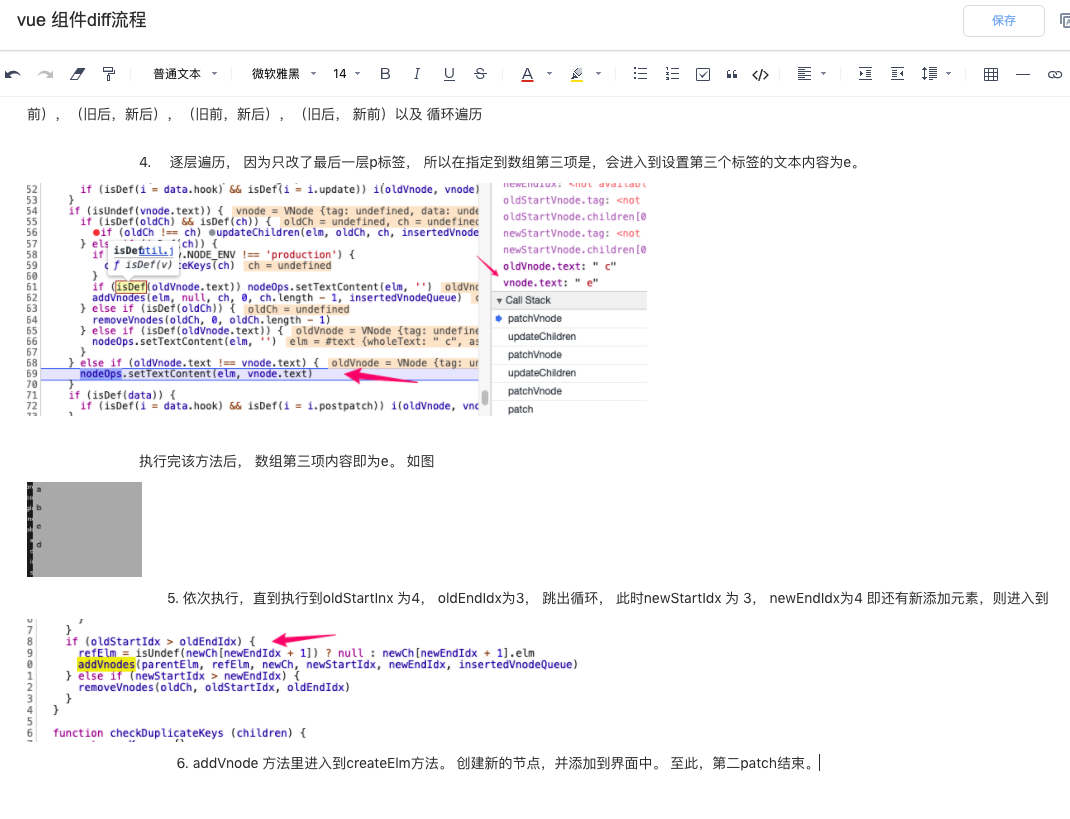 vue 组件diff流程
保存
普通文本
微软雅黑
14
B I U S A
前），（旧后，新后），（旧前，新后），（旧后， 新前）以及 循环遍历
4. 逐层遍历， 因为只改了最后一层p标签， 所以在指定到数组第三项是，会进入到设置第三个标签的文本内容为e。
52 if (isDef(i = data.hook) && isDef(i = i.update)) i(oldVnode, vnode)
53 }
54 if (isUndef(vnode.text)) { vnode = VNode {tag: undefined, data: unde
55 if (isDef(oldCh) && isDef(ch)) { oldCh = undefined, ch = undefined
56 if (oldCh !== ch) updateChildren(elm, oldCh, ch, insertedVnode
57 } els (ch)) {
isDef util.j
58 if .NODE_ENV !== 'production') {
ƒ isDef(v)
59 c teKeys(ch) ch = undefined
60 }
61 if (isDef(oldVnode.text)) nodeOps.setTextContent(elm, '') oldVno
62 addVnodes(elm, null, ch, 0, ch.length - 1, insertedVnodeQueue) c
63 } else if (isDef(oldCh)) { oldCh = undefined
64 removeVnodes(oldCh, 0, oldCh.length - 1)
65 } else if (isDef(oldVnode.text)) { oldVnode = VNode {tag: undefine
66 nodeOps.setTextContent(elm, '') elm = #text {wholeText: " c", as
67 }
68 } else if (oldVnode.text !== vnode.text) { oldVnode = VNode {tag: un
69 nodeOps.setTextContent(elm, vnode.text)
70 }
71 if (isDef(data)) {
72 if (isDef(i = data.hook) && isDef(i = i.postpatch)) i(oldVnode, vno
73 }
newEndIdx: <not availabl
oldStartVnode.tag: <not
oldStartVnode.children[0
newStartVnode.tag: <not
newStartVnode.children[0
oldVnode.text: " c"
vnode.text: " e"
Call Stack
patchVnode
updateChildren
patchVnode
updateChildren
patchVnode
patch
执行完该方法后， 数组第三项内容即为e。 如图
a
b
e
d
5. 依次执行，直到执行到oldStartInx 为4， oldEndIdx为3， 跳出循环， 此时newStartIdx 为 3， newEndIdx为4 即还有新添加元素，则进入到
6 }
7 }
8 if (oldStartIdx > oldEndIdx) {
9 refElm = isUndef(newCh[newEndIdx + 1]) ? null : newCh[newEndIdx + 1].elm
0 addVnodes(parentElm, refElm, newCh, newStartIdx, newEndIdx, insertedVnodeQueue)
1 } else if (newStartIdx > newEndIdx) {
2 removeVnodes(oldCh, oldStartIdx, oldEndIdx)
3 }
4 }
5
6 function checkDuplicateKeys (children) {
6. addVnode 方法里进入到createElm方法。 创建新的节点，并添加到界面中。 至此，第二patch结束。